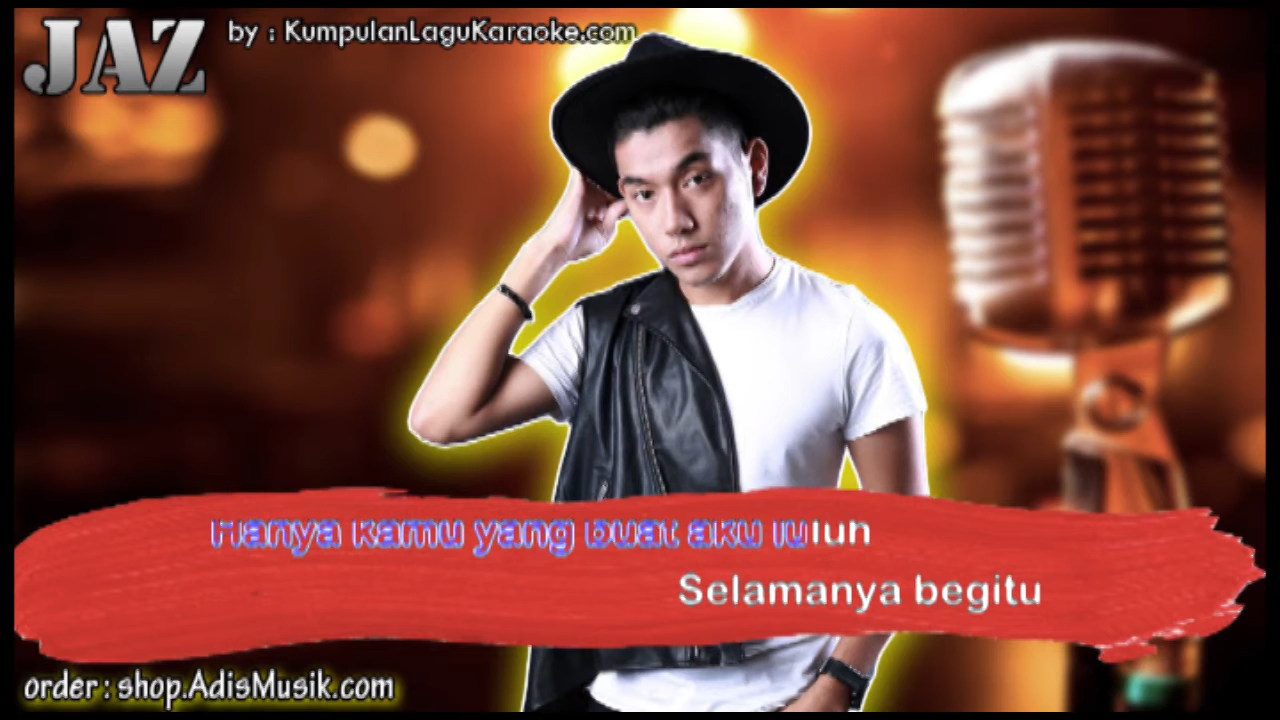 JAZ
by : KumpulanLaguKaraoke.com
Hanya kamu yang buat aku luluh
Selamanya begitu
order : shop.AdisMusik.com